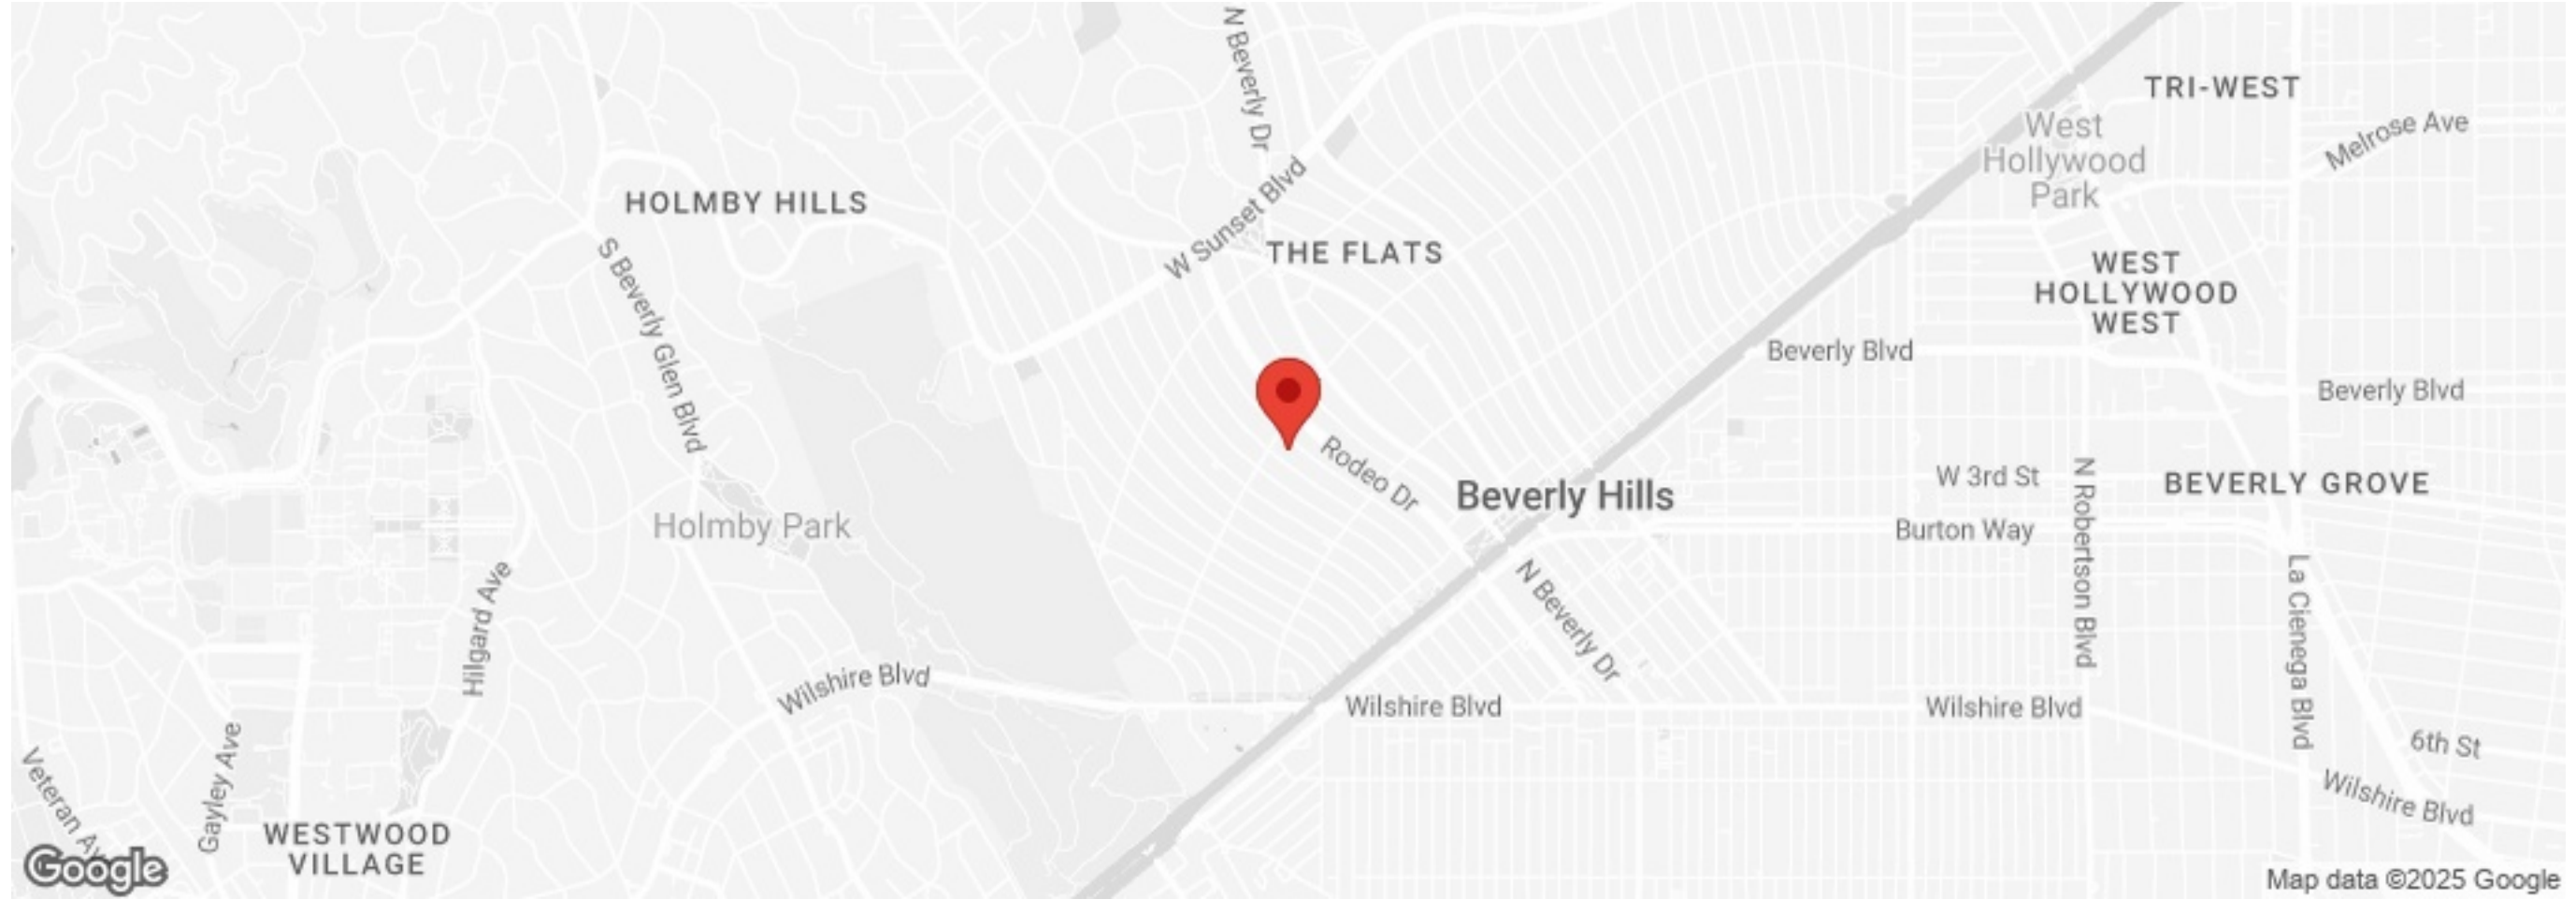 N Beverly Dr
TRI-WEST
Melrose Ave
West
Hollywood
Park
HOLMBY HILLS
W Sunset Blvd
THE FLATS
S Beverly Glen Blvd
WEST
HOLLYWOOD
WEST
Beverly Blvd
Beverly Blvd
Rodeo Dr
Beverly Hills
W 3rd St
N Robertson Blvd
BEVERLY GROVE
Holmby Park
Burton Way
Hilgard Ave
N Beverly Dr
La Cienega Blvd
Wilshire Blvd
Wilshire Blvd
Wilshire Blvd
6th St
Wilshire Blvd
Veteran Av
Gayley Ave
WESTWOOD
VILLAGE
Google
Map data ©2025 Google